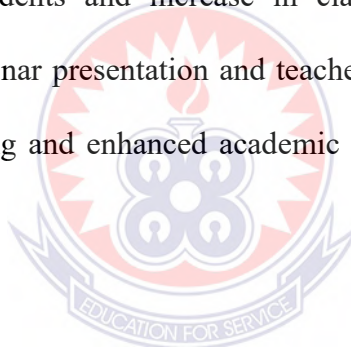 dents and increase in cla
nar presentation and teache
g and enhanced academic
EDUCATION FOR SERVICE